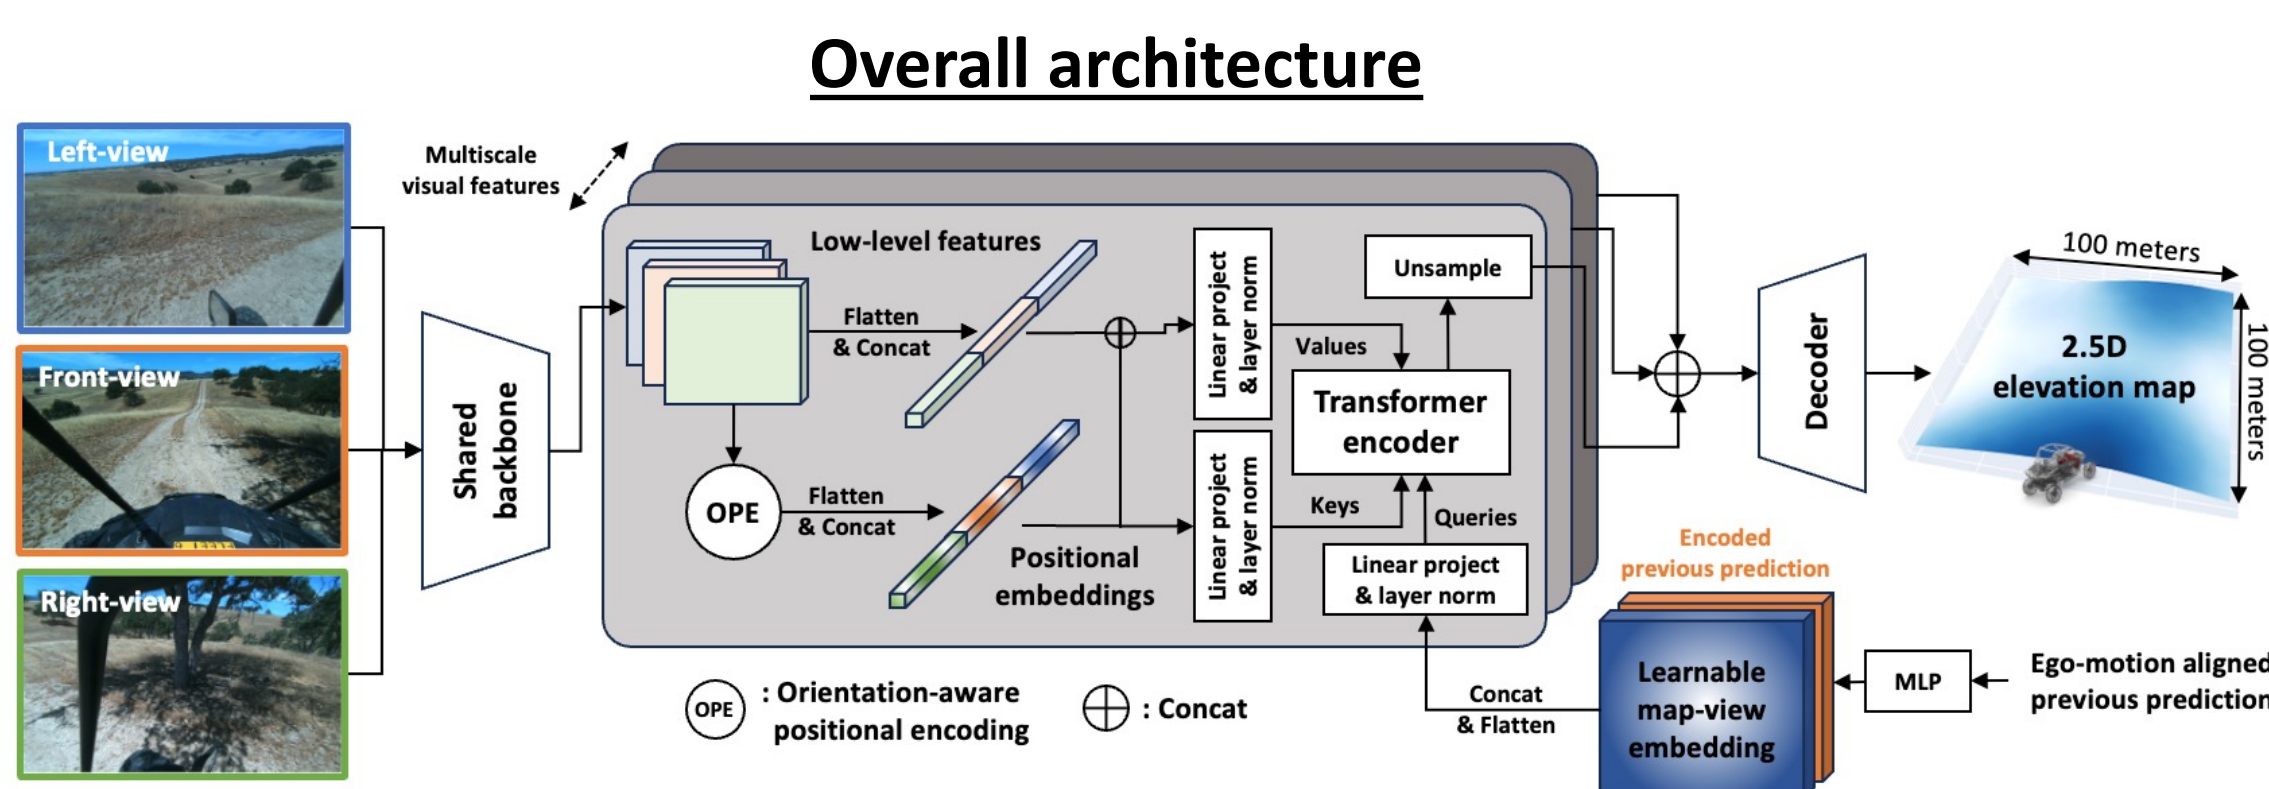 Overall architecture
Left-view
Front-view
Right-view
Multiscale
visual features
Shared
backbone
Low-level features
Flatten
& Concat
OPE
Flatten
& Concat
Positional
embeddings
Linear project
& layer norm
Linear project
& layer norm
Values
Keys
Queries
Unsample
Transformer
encoder
Linear project
& layer norm
Decoder
100 meters
100 meters
2.5D
elevation map
Encoded
previous prediction
Learnable
map-view
embedding
Concat
& Flatten
MLP
Ego-motion aligned
previous prediction
OPE
: Orientation-aware
positional encoding
: Concat